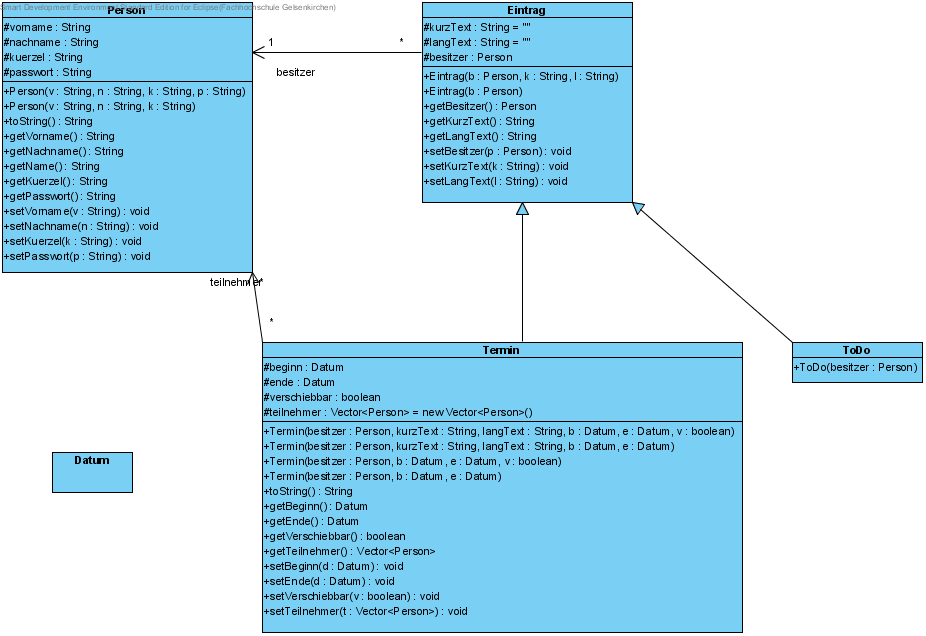 Smart Development Environment Standard Edition for Eclipse(Fachhochschule Gelsenkirchen)
Person
#vorname : String
#nachname : String
#kuerzel : String
#passwort : String
+Person(v : String, n : String, k : String, p : String)
+Person(v : String, n : String, k : String)
+toString() : String
+getVorname() : String
+getNachname() : String
+getName() : String
+getKuerzel() : String
+getPasswort() : String
+setVorname(v : String) : void
+setNachname(n : String) : void
+setKuerzel(k : String) : void
+setPasswort(p : String) : void
1
*
besitzer
Eintrag
#kurzText : String = ""
#langText : String = ""
#besitzer : Person
+Eintrag(b : Person, k : String, l : String)
+Eintrag(b : Person)
+getBesitzer() : Person
+getKurzText() : String
+getLangText() : String
+setBesitzer(p : Person) : void
+setKurzText(k : String) : void
+setLangText(l : String) : void
teilnehmer
*
*
Termin
#beginn : Datum
#ende : Datum
#verschiebbar : boolean
#teilnehmer : Vector<Person> = new Vector<Person>()
+Termin(besitzer : Person, kurzText : String, langText : String, b : Datum, e : Datum, v : boolean)
+Termin(besitzer : Person, kurzText : String, langText : String, b : Datum, e : Datum)
+Termin(besitzer : Person, b : Datum, e : Datum, v : boolean)
+Termin(besitzer : Person, b : Datum, e : Datum)
+toString() : String
+getBeginn() : Datum
+getEnde() : Datum
+getVerschiebbar() : boolean
+getTeilnehmer() : Vector<Person>
+setBeginn(d : Datum) : void
+setEnde(d : Datum) : void
+setVerschiebbar(v : boolean) : void
+setTeilnehmer(t : Vector<Person>) : void
ToDo
+ToDo(besitzer : Person)
Datum